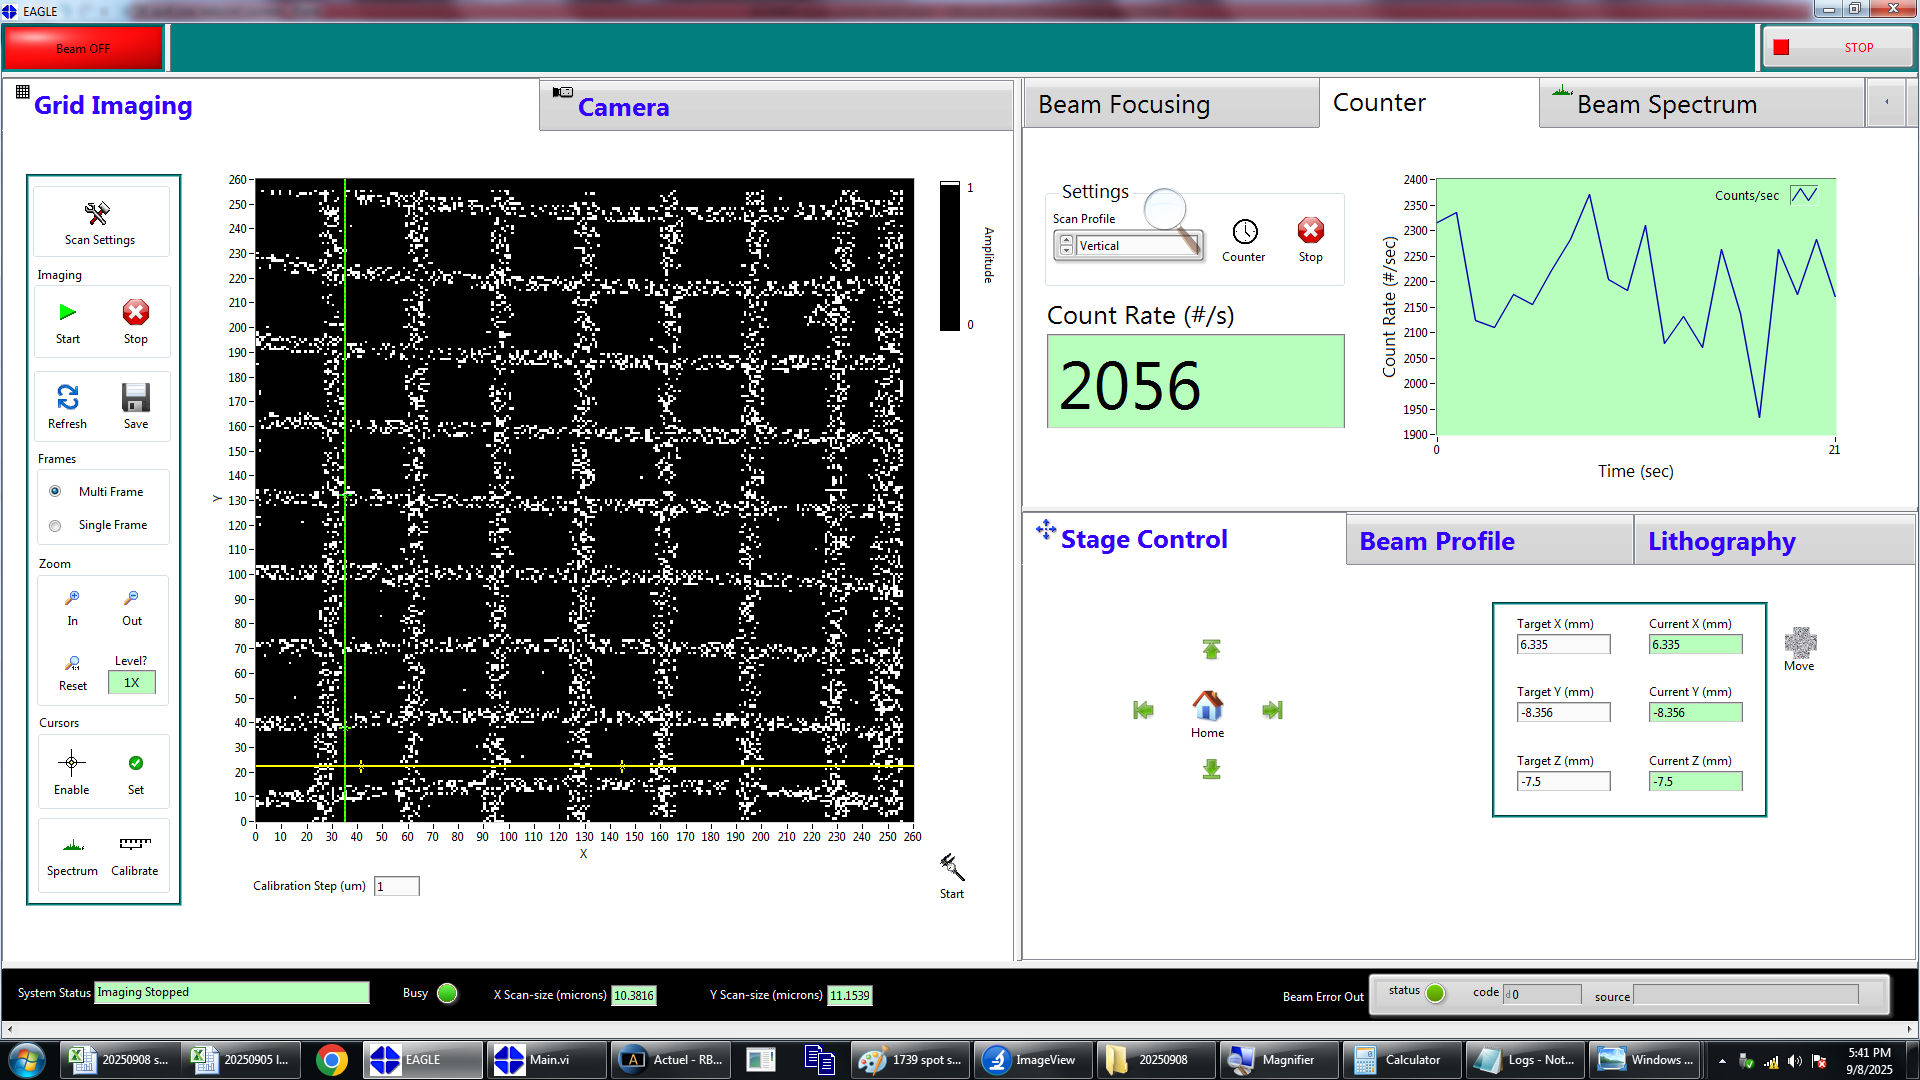 EAGLE
Beam OFF
STOP
Grid Imaging
Camera
Beam Focusing
Counter
Beam Spectrum
Scan Settings
Imaging
Start
Stop
Refresh
Save
Frames
Multi Frame
Single Frame
Zoom
In
Out
Reset
Level?
1X
Cursors
Enable
Set
Spectrum
Calibrate
260
250
240
230
220
210
200
190
180
170
160
150
140
130
120
110
100
90
80
70
60
50
40
30
20
10
0
Y
0 10 20 30 40 50 60 70 80 90 100 110 120 130 140 150 160 170 180 190 200 210 220 230 240 250 260
X
1
0
Amplitude
Calibration Step (um) 1
Start
Settings
Scan Profile
Vertical
Counter
Stop
Count Rate (#/s)
2056
Counts/sec
2400
2350
2300
2250
2200
2150
2100
2050
2000
1950
1900
Count Rate (#/sec)
0 21
Time (sec)
Stage Control
Beam Profile
Lithography
Home
Target X (mm) Current X (mm)
6.335 6.335
Target Y (mm) Current Y (mm)
-8.356 -8.356
Target Z (mm) Current Z (mm)
-7.5 -7.5
Move
System Status Imaging Stopped
Busy
X Scan-size (microns) 10.3816
Y Scan-size (microns) 11.1539
Beam Error Out
status
code d 0
source
20250908 s...
20250905 l...
EAGLE
Main.vi
Actuel - RB...
1739 spot s...
ImageView
20250908
Magnifier
Calculator
Logs - Not...
Windows ...
5:41 PM
9/8/2025